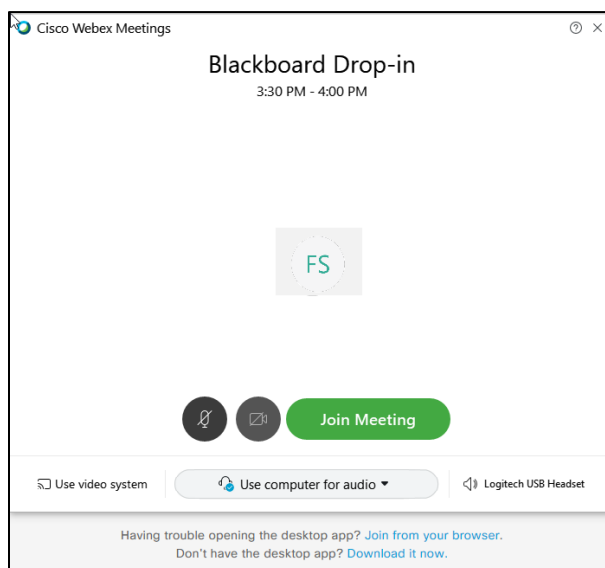 Cisco Webex Meetings
Blackboard Drop-in
3:30 PM - 4:00 PM
FS
Join Meeting
Use video system
Use computer for audio
Logitech USB Headset
Having trouble opening the desktop app? Join from your browser.
Don't have the desktop app? Download it now.